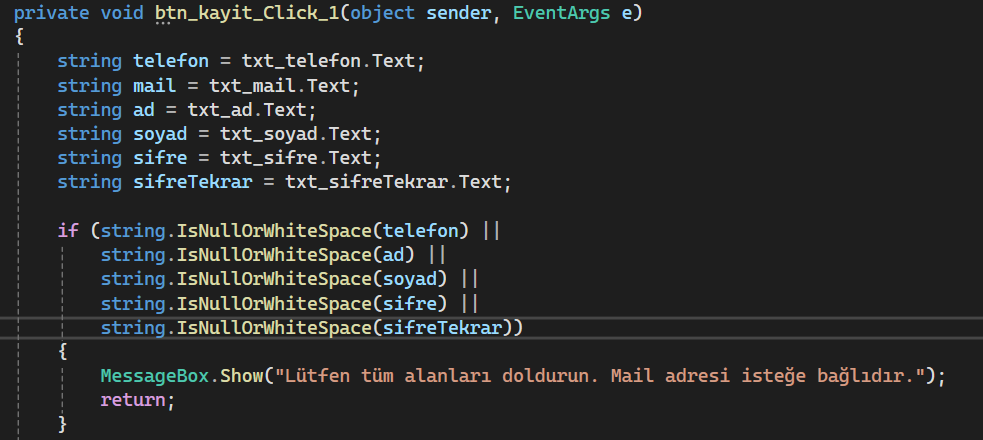 private void btn_kayit_Click_1(object sender, EventArgs e)
{
    string telefon = txt_telefon.Text;
    string mail = txt_mail.Text;
    string ad = txt_ad.Text;
    string soyad = txt_soyad.Text;
    string sifre = txt_sifre.Text;
    string sifreTekrar = txt_sifreTekrar.Text;

    if (string.IsNullOrWhiteSpace(telefon) ||
        string.IsNullOrWhiteSpace(ad) ||
        string.IsNullOrWhiteSpace(soyad) ||
        string.IsNullOrWhiteSpace(sifre) ||
        string.IsNullOrWhiteSpace(sifreTekrar))
    {
        MessageBox.Show("Lütfen tüm alanları doldurun. Mail adresi isteğe bağlıdır.");
        return;
    }